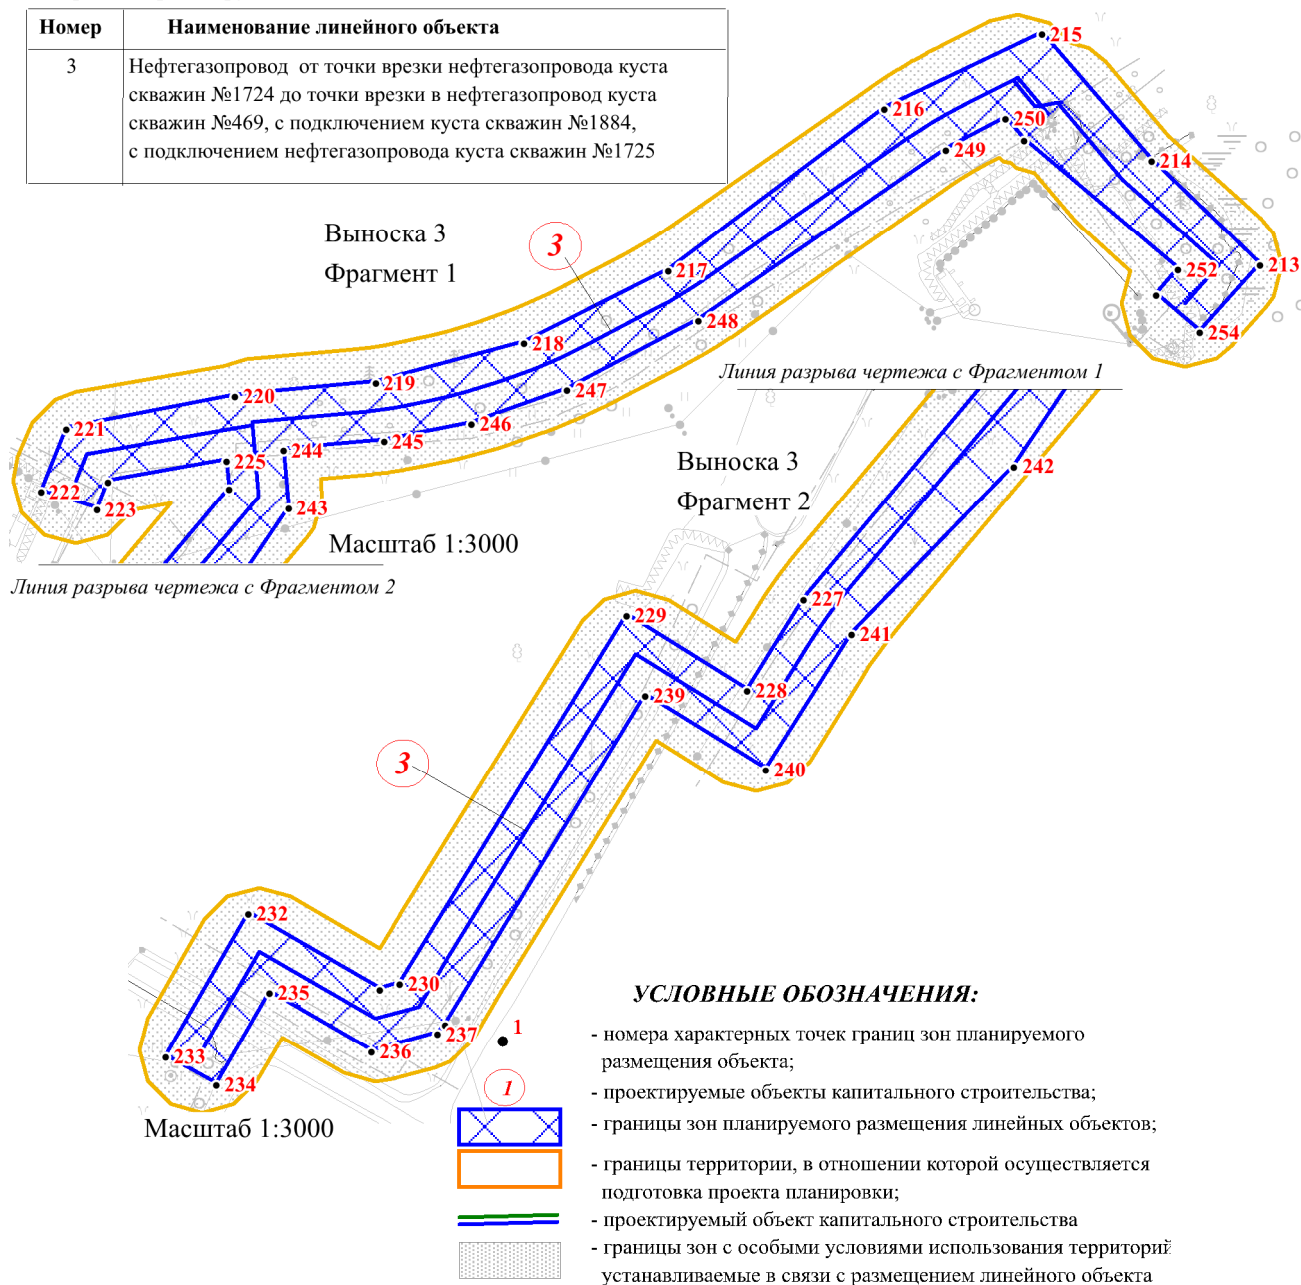 Номер Наименование линейного объекта
3 Нефтегазопровод от точки врезки нефтегазопровода куста
скважин №1724 до точки врезки в нефтегазопровод куста
скважин №469, с подключением куста скважин №1884,
с подключением нефтегазопровода куста скважин №1725
Выноска 3
Фрагмент 1
3
215
216
250
249
214
213
252
254
217
248
218
247
219
246
220
245
221
244
225
222
223
243
Масштаб 1:3000
Линия разрыва чертежа с Фрагментом 2
Линия разрыва чертежа с Фрагментом 1
Выноска 3
Фрагмент 2
242
227
241
229
228
239
240
3
232
230
235
237
236
233
234
Масштаб 1:3000
УСЛОВНЫЕ ОБОЗНАЧЕНИЯ:
1
- номера характерных точек границ зон планируемого
размещения объекта;
1
- проектируемые объекты капитального строительства;
- границы зон планируемого размещения линейных объектов;
- границы территории, в отношении которой осуществляется
подготовка проекта планировки;
- проектируемый объект капитального строительства
- границы зон с особыми условиями использования территорий
устанавливаемые в связи с размещением линейного объекта